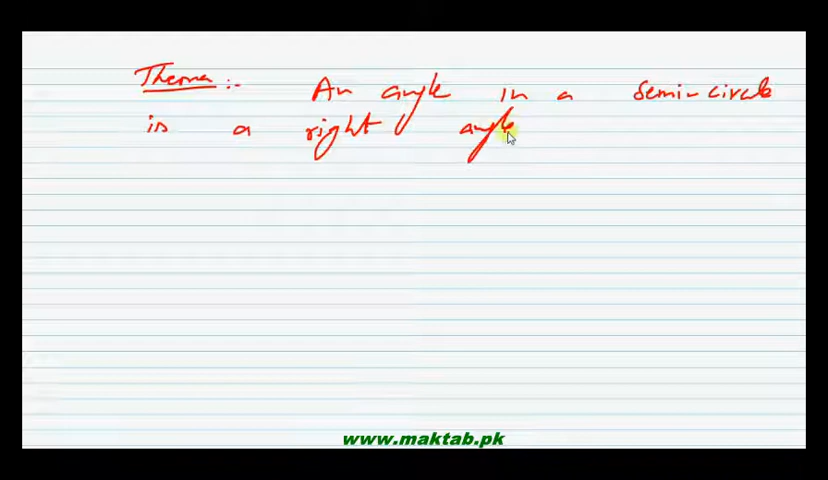 Theorem :- An angle in a semi-circle
is a right angle
www.maktab.pk